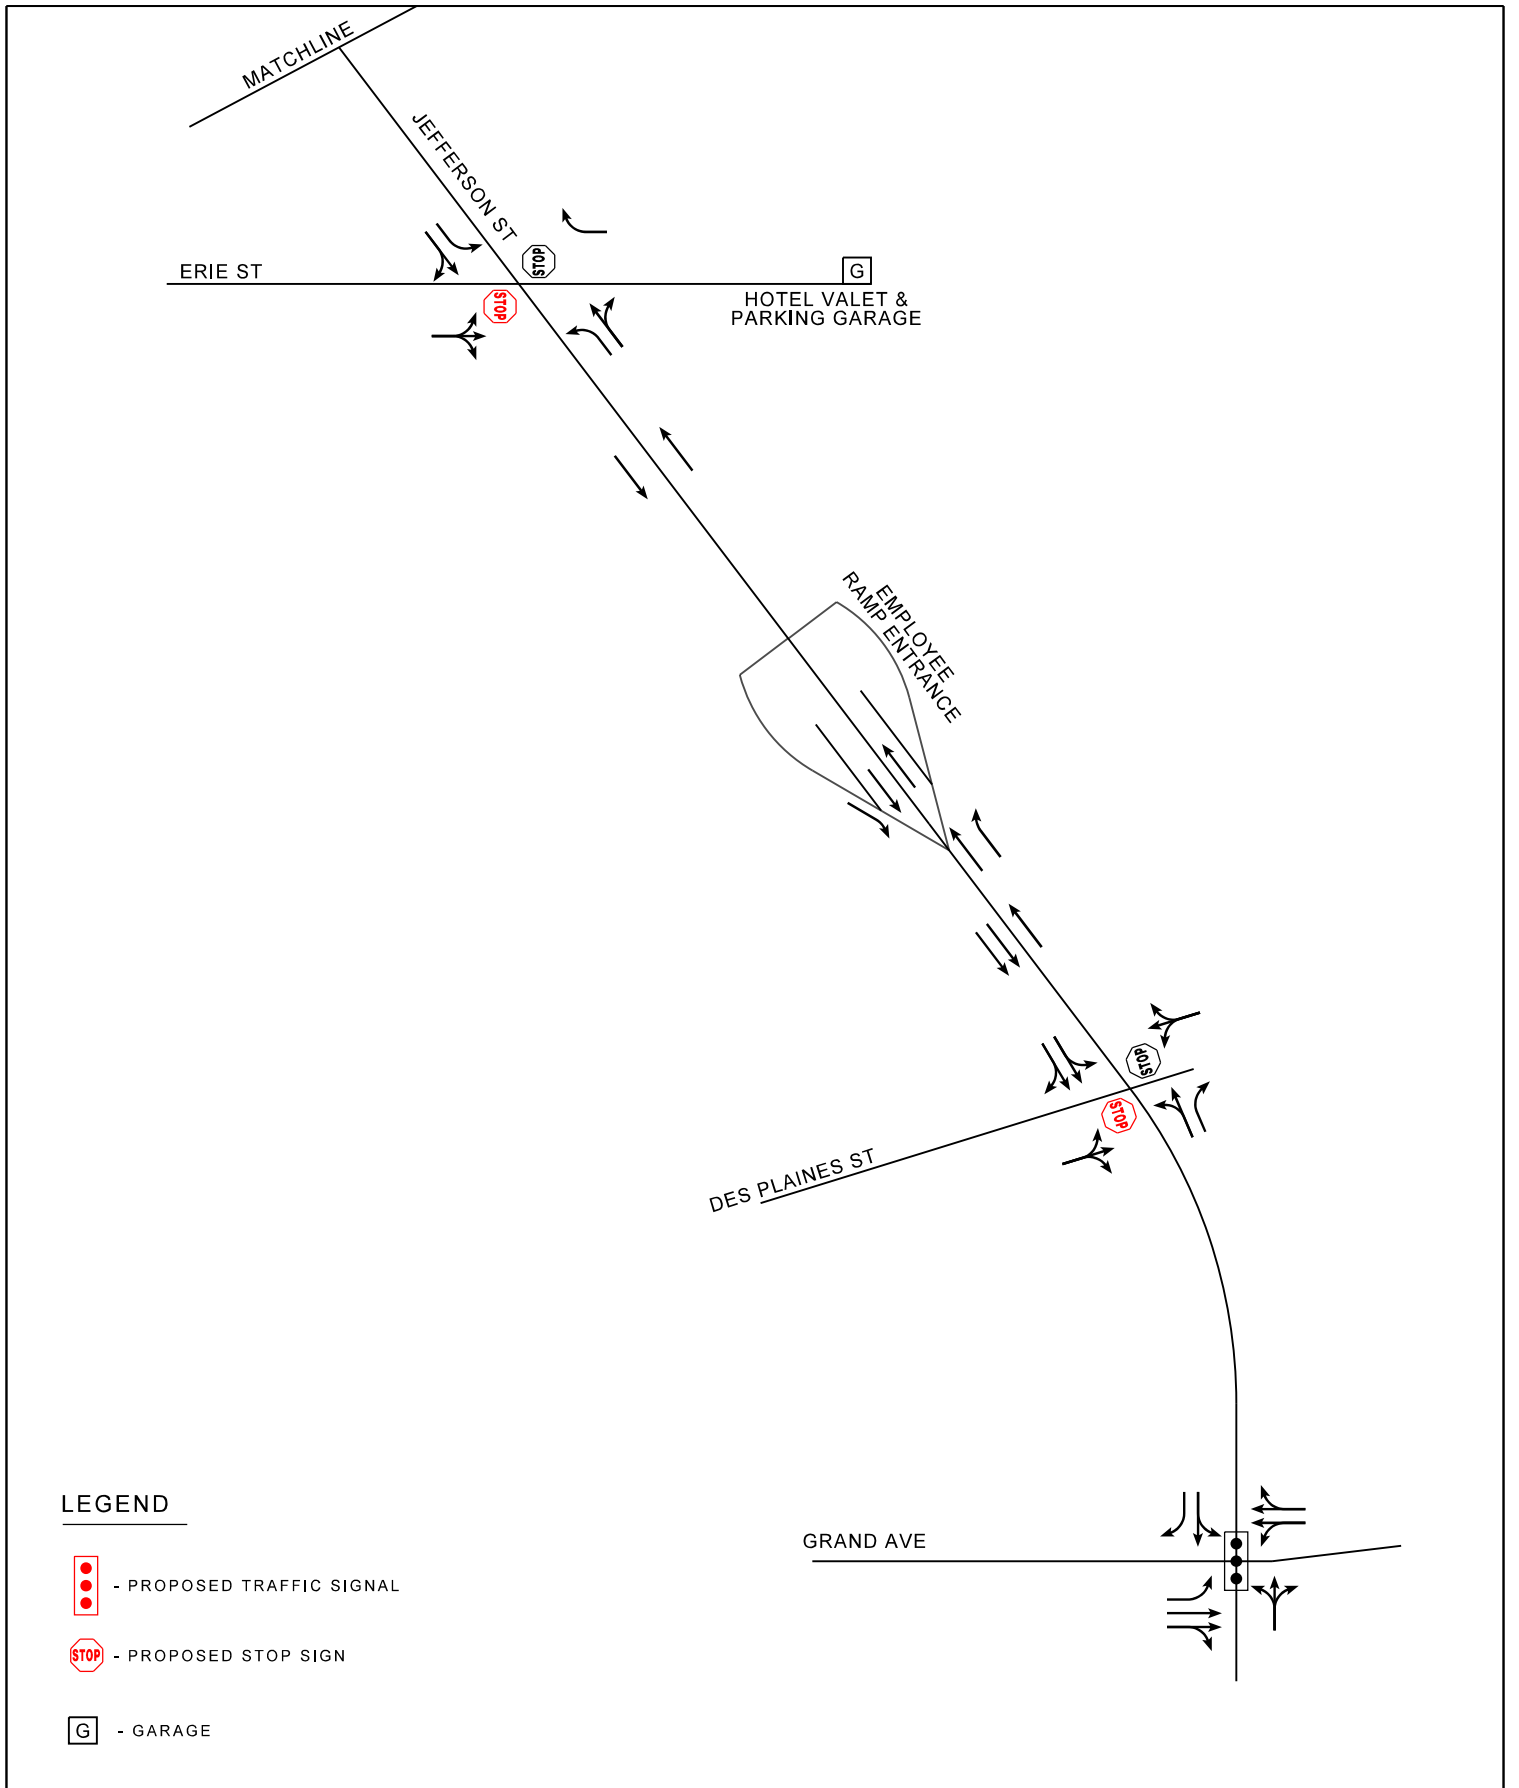 MATCHLINE
JEFFERSON ST
STOP
ERIE ST
G
STOP
HOTEL VALET &
PARKING GARAGE
EMPLOYEE
RAMP ENTRANCE
STOP
STOP
DES PLAINES ST
GRAND AVE
LEGEND
- PROPOSED TRAFFIC SIGNAL
STOP - PROPOSED STOP SIGN
G - GARAGE